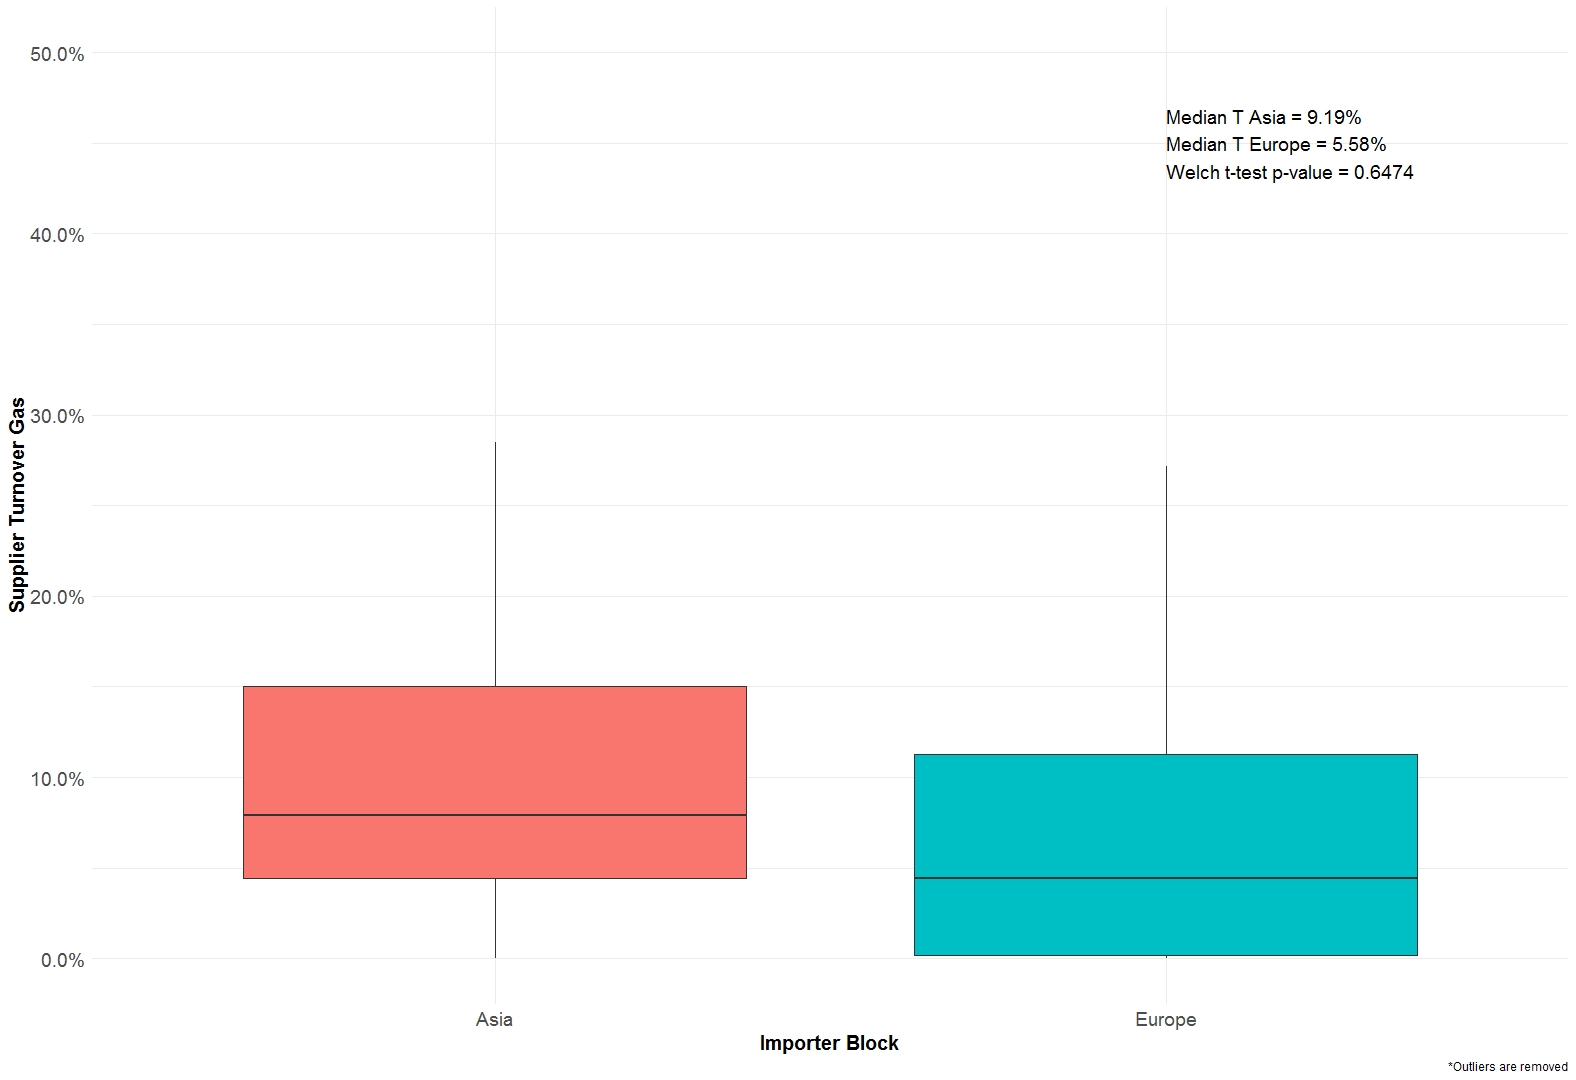 50.0%
Median T Asia = 9.19%
Median T Europe = 5.58%
Welch t-test p-value = 0.6474
40.0%
30.0%
Supplier Turnover Gas
20.0%
10.0%
0.0%
Asia
Europe
Importer Block
*Outliers are removed